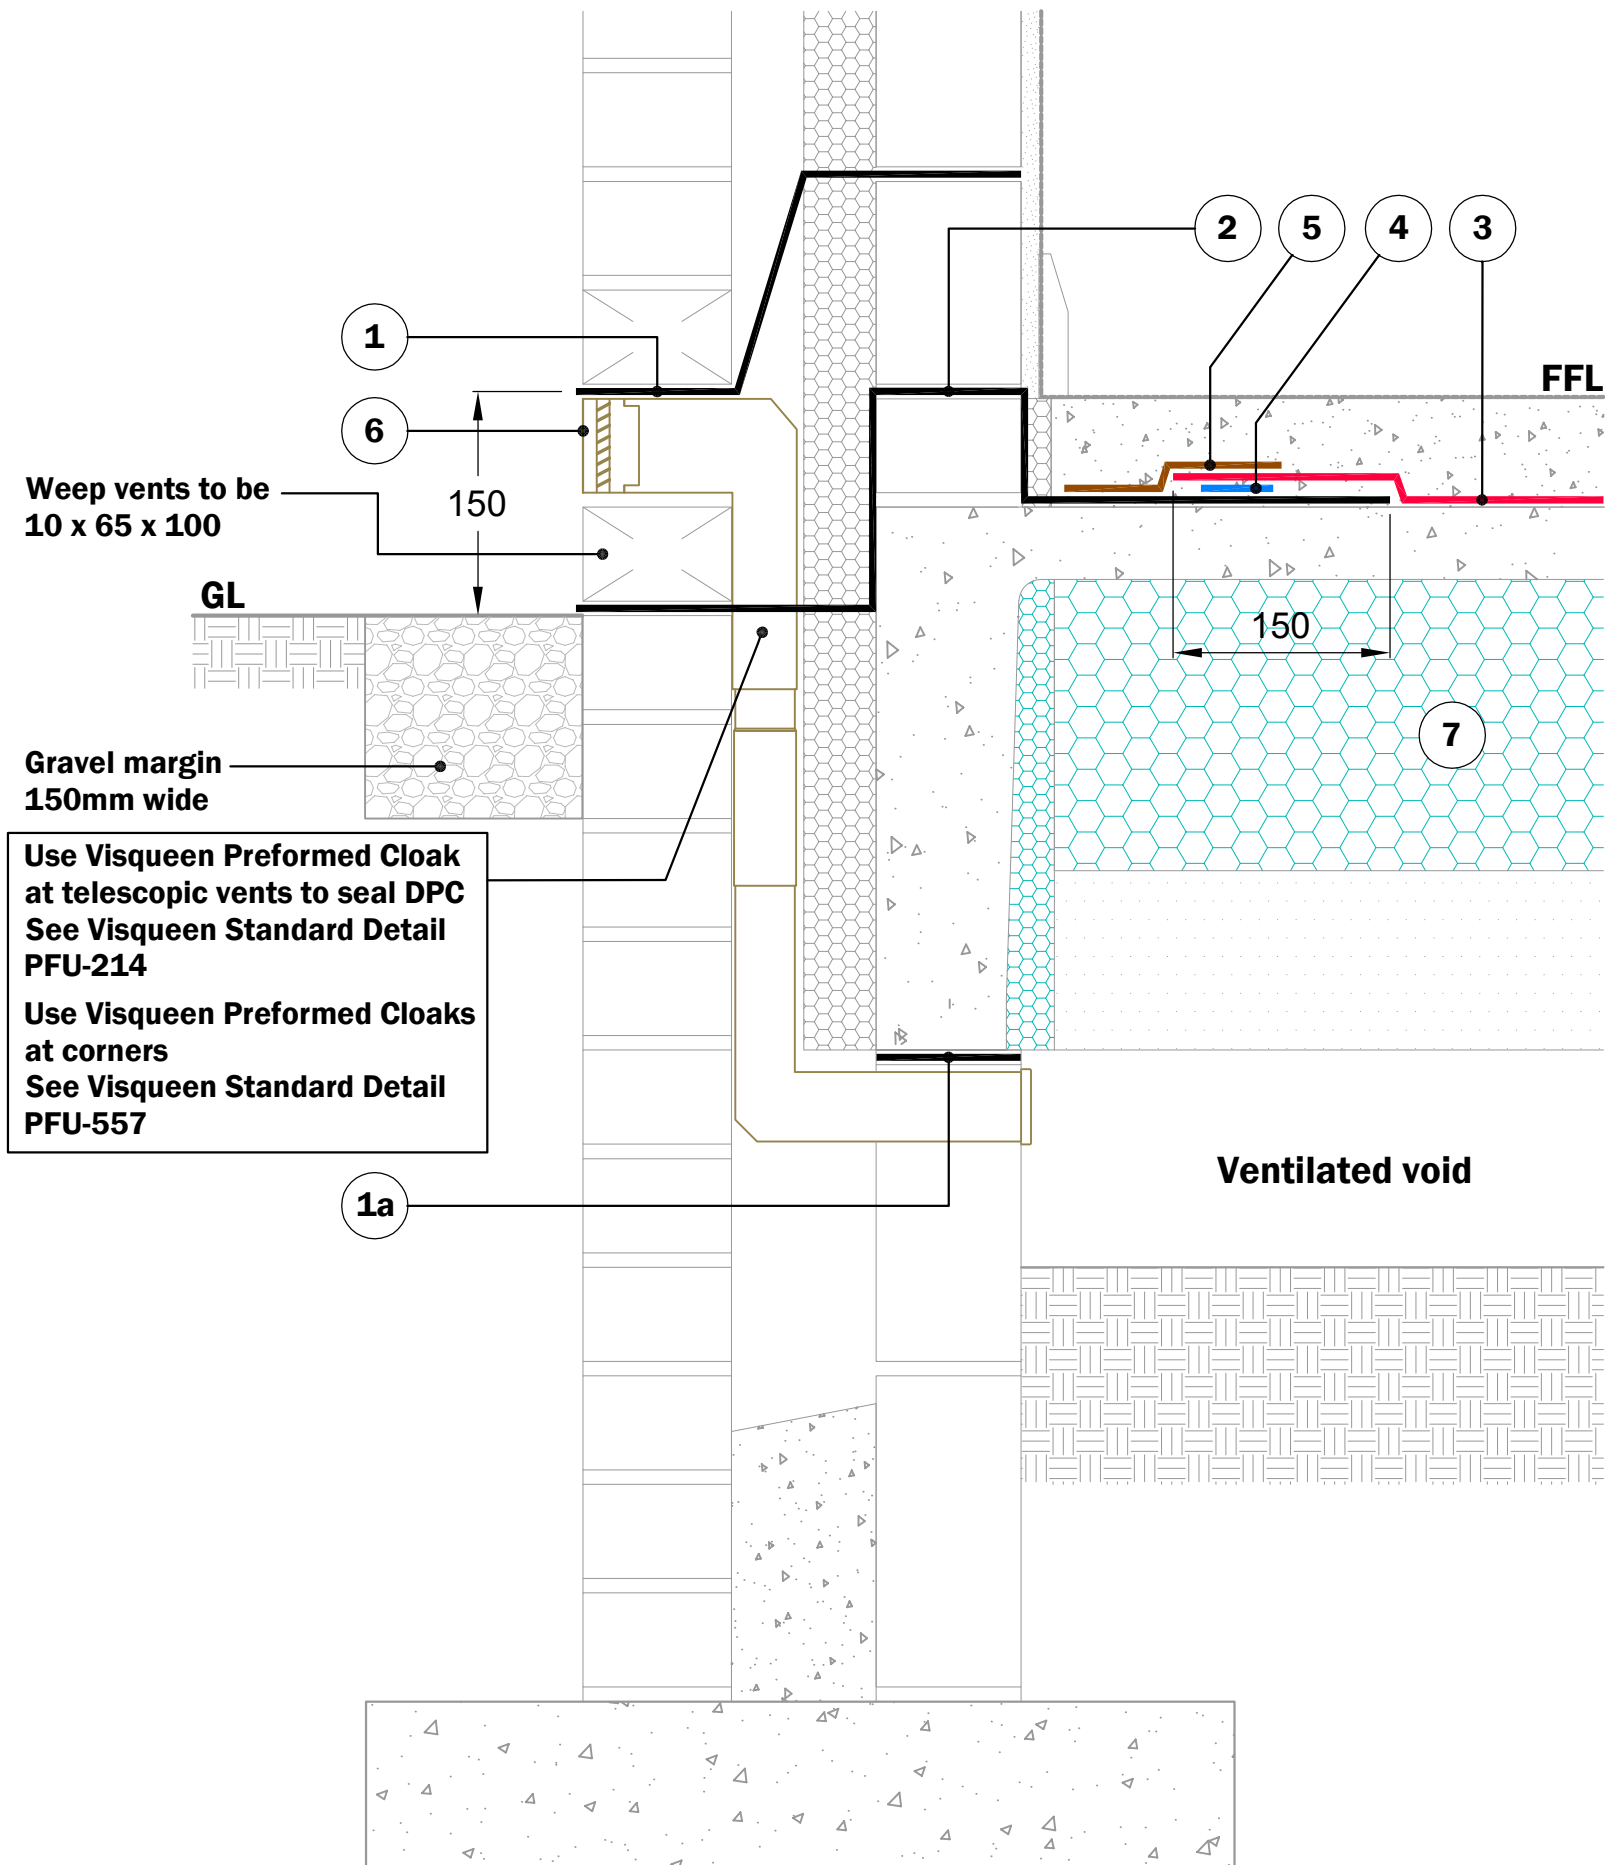 2
5
4
3
1
FFL
6
Weep vents to be
10 x 65 x 100
150
GL
150
7
Gravel margin
150mm wide
Use Visqueen Preformed Cloak
at telescopic vents to seal DPC
See Visqueen Standard Detail
PFU-214
Use Visqueen Preformed Cloaks
at corners
See Visqueen Standard Detail
PFU-557
Ventilated void
1a